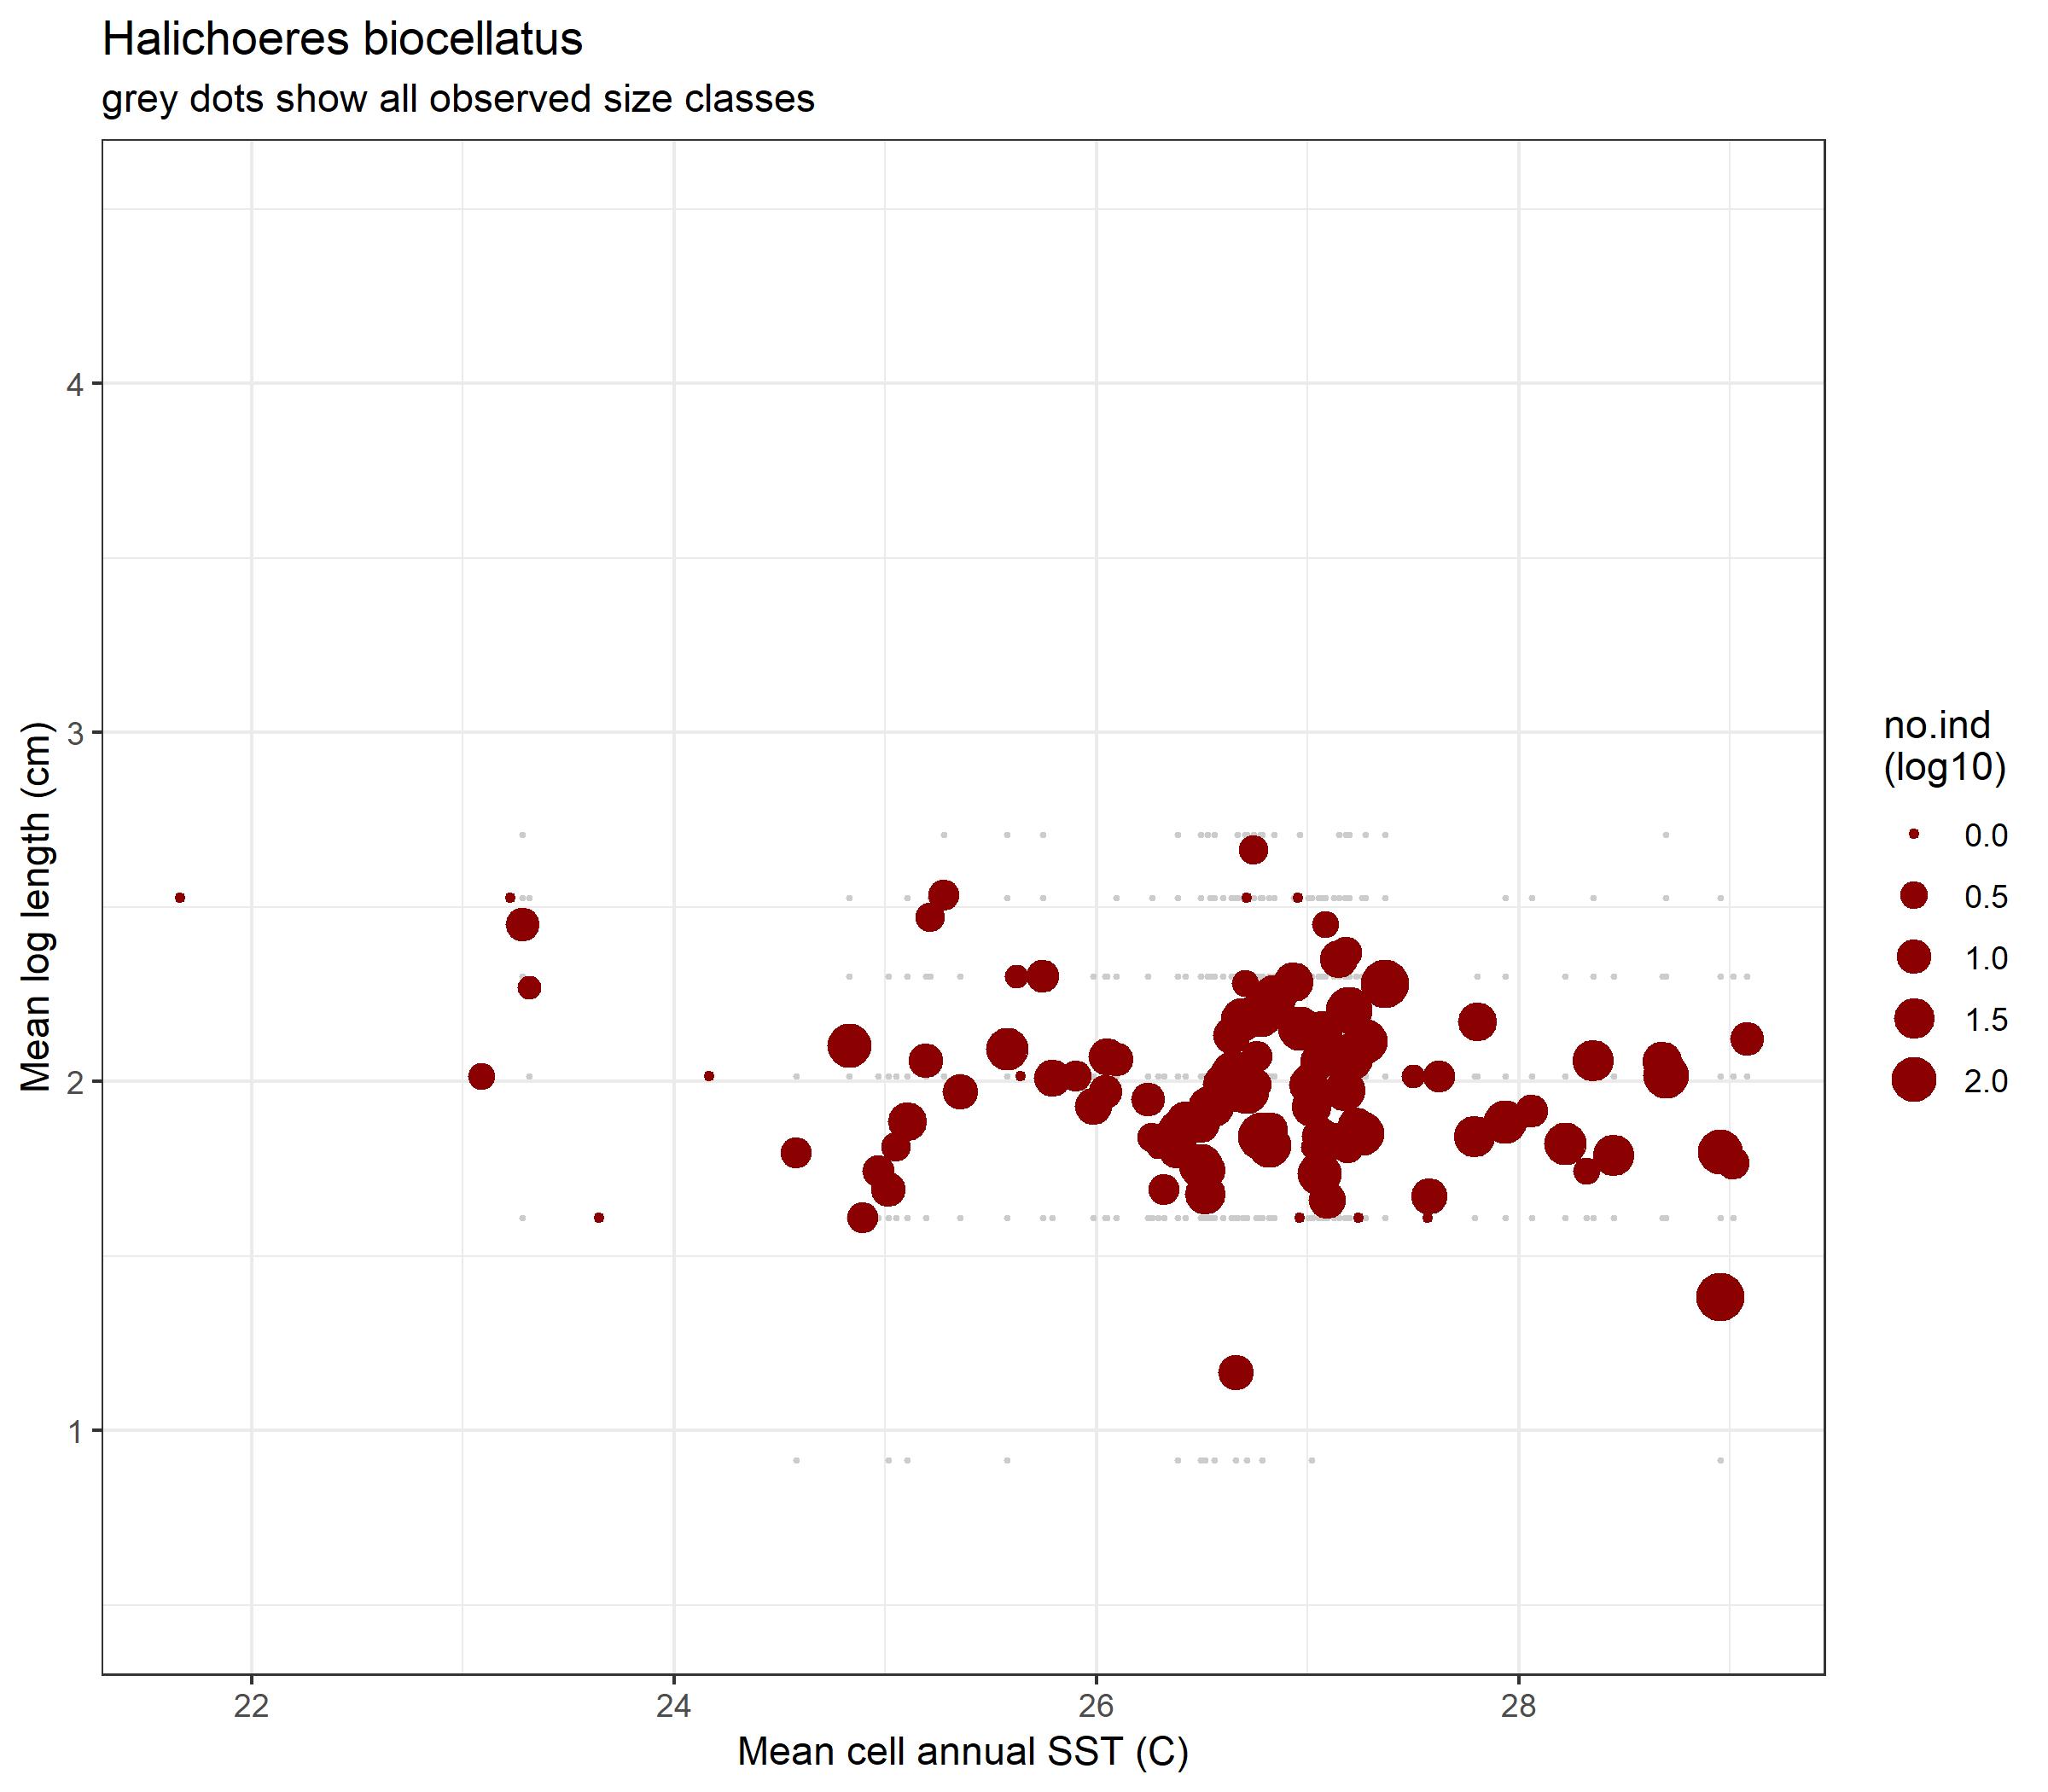 Halichoeres biocellatus
grey dots show all observed size classes
Mean log length (cm)
4
3
2
1
22
24
26
28
Mean cell annual SST (C)
no.ind
(log10)
0.0
0.5
1.0
1.5
2.0